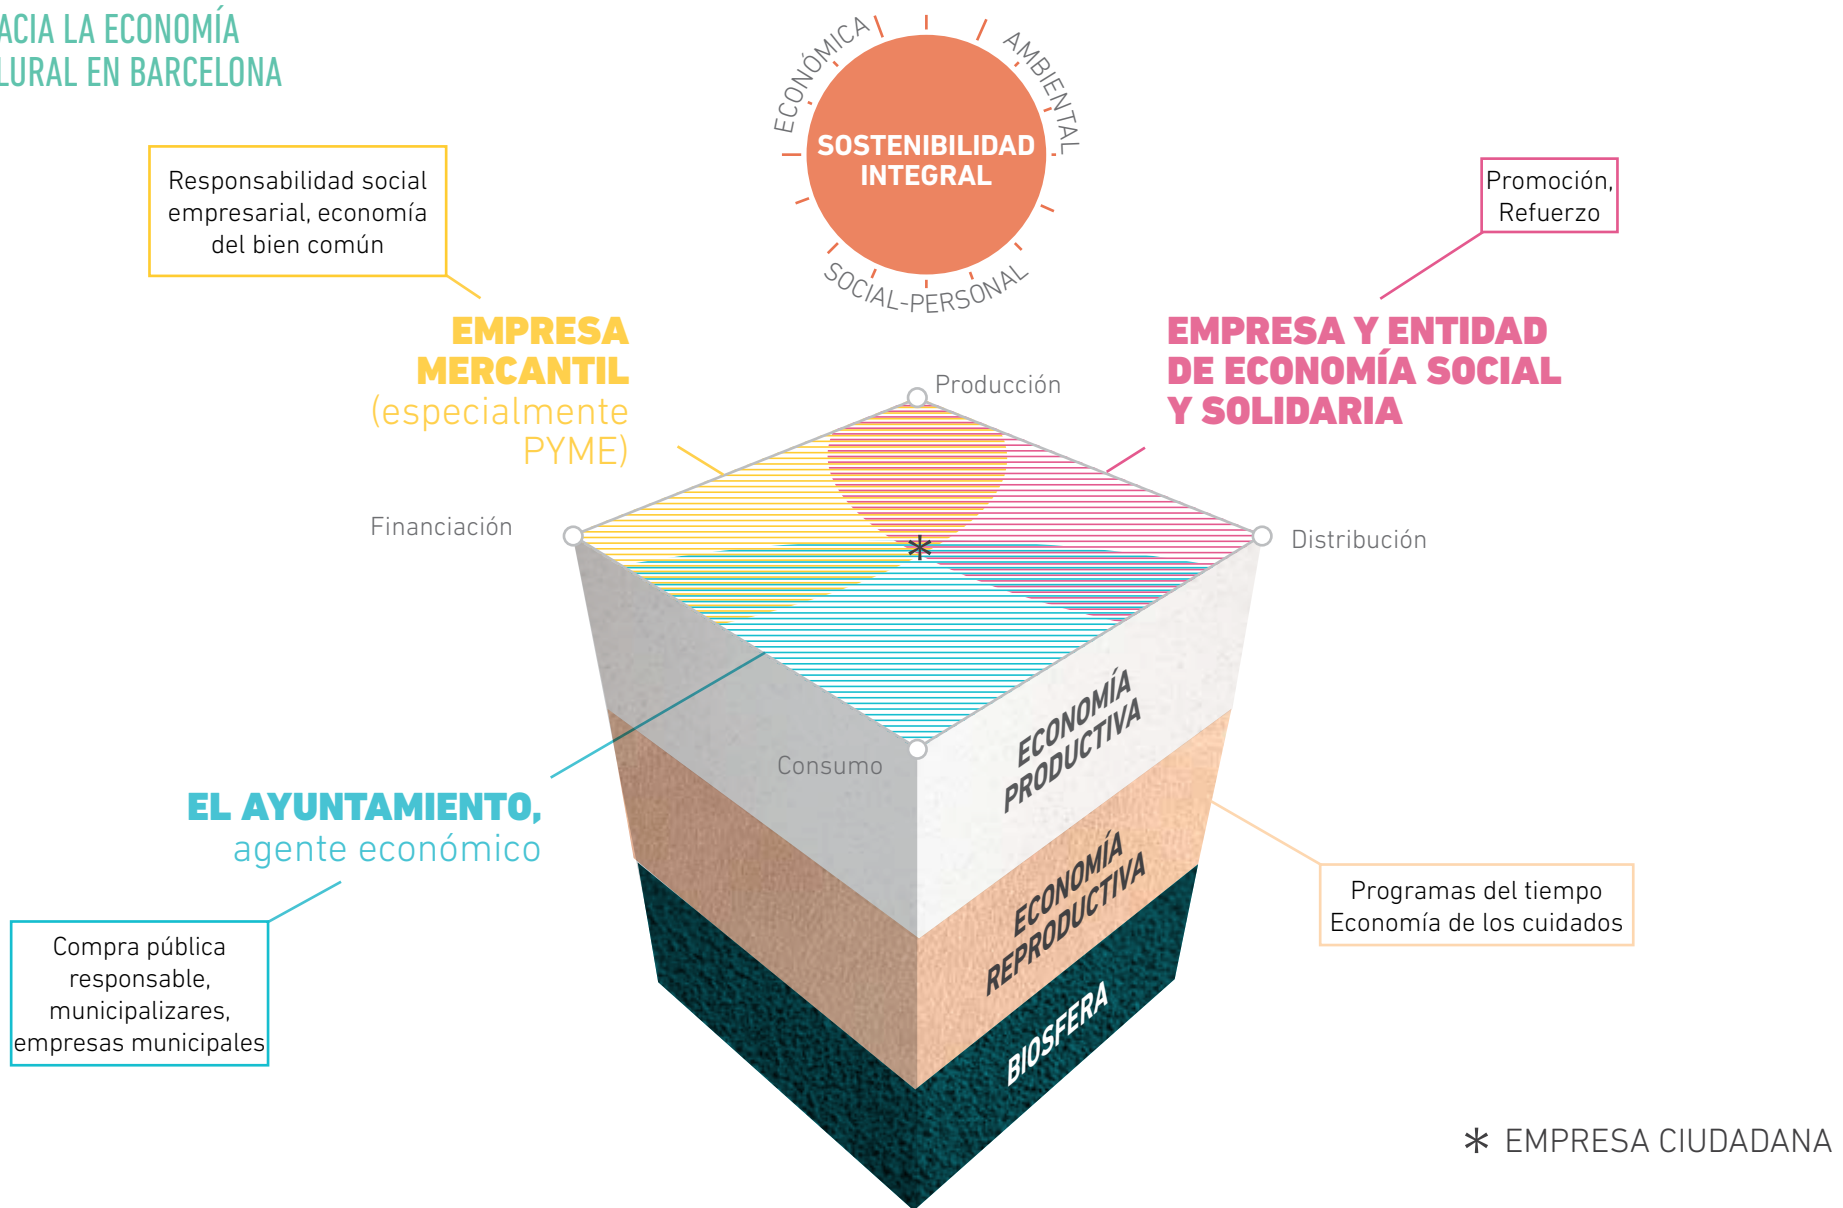 ACIA LA ECONOMÍA
LURAL EN BARCELONA
ECONÓMICA
AMBIENTAL
SOSTENIBILIDAD
INTEGRAL
SOCIAL-PERSONAL
Responsabilidad social
empresarial, economía
del bien común
Promoción,
Refuerzo
EMPRESA
MERCANTIL
(especialmente
PYME)
EMPRESA Y ENTIDAD
DE ECONOMÍA SOCIAL
Y SOLIDARIA
Producción
Financiación
*
Distribución
Consumo
ECONOMÍA
PRODUCTIVA
EL AYUNTAMIENTO,
agente económico
ECONOMÍA
REPRODUCTIVA
Programas del tiempo
Economía de los cuidados
Compra pública
responsable,
municipalizares,
empresas municipales
BIOSFERA
* EMPRESA CIUDADANA